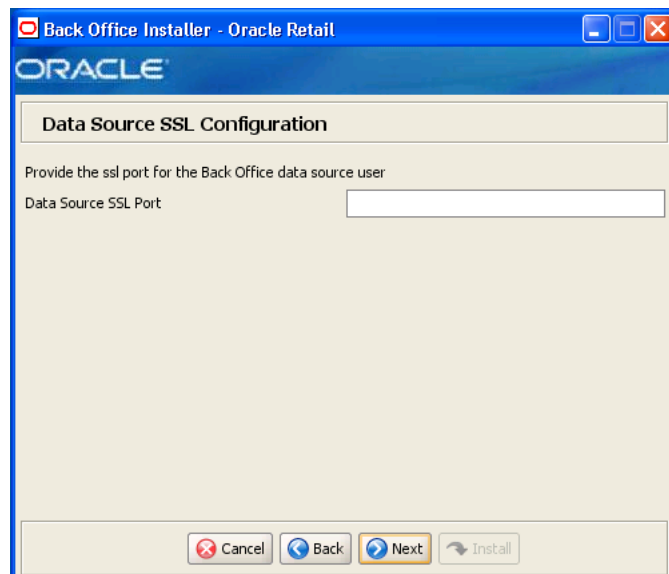 Back Office Installer - Oracle Retail
ORACLE
Data Source SSL Configuration
Provide the ssl port for the Back Office data source user
Data Source SSL Port
Cancel
Back
Next
Install